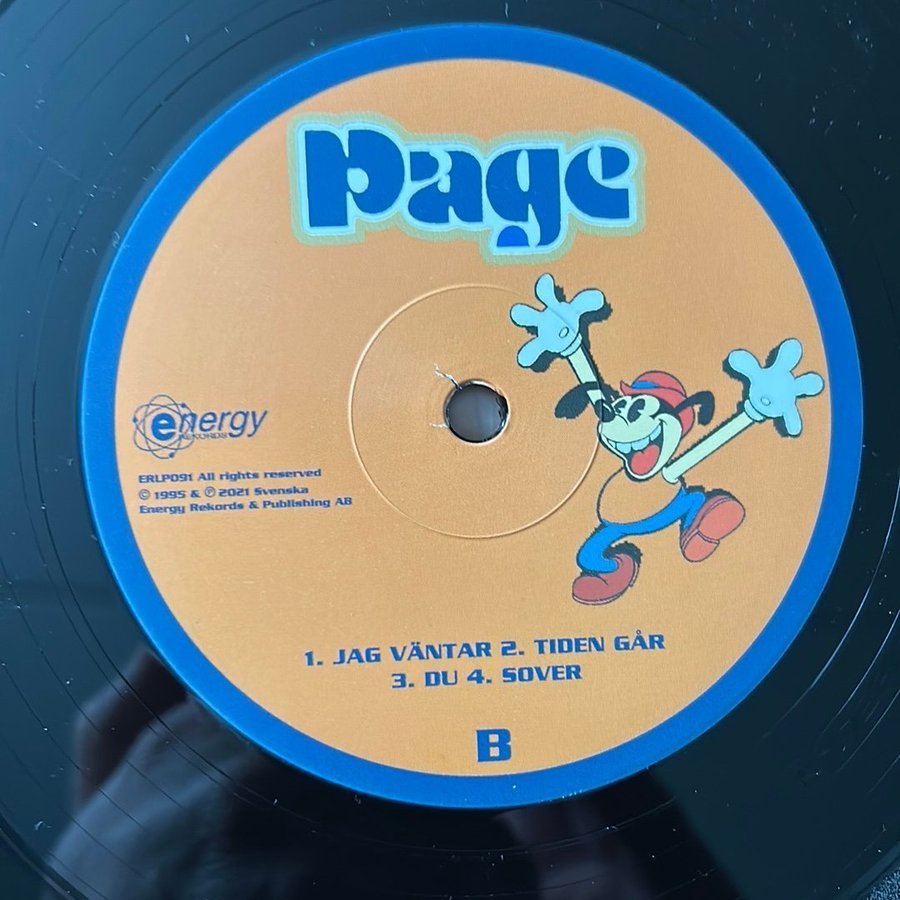 Page
energy
REKORDS
ERLP091 All rights reserved
© 1995 & ℗ 2021 Svenska
Energy Rekords & Publishing AB
1. JAG VÄNTAR 2. TIDEN GÅR
3. DU 4. SOVER
B